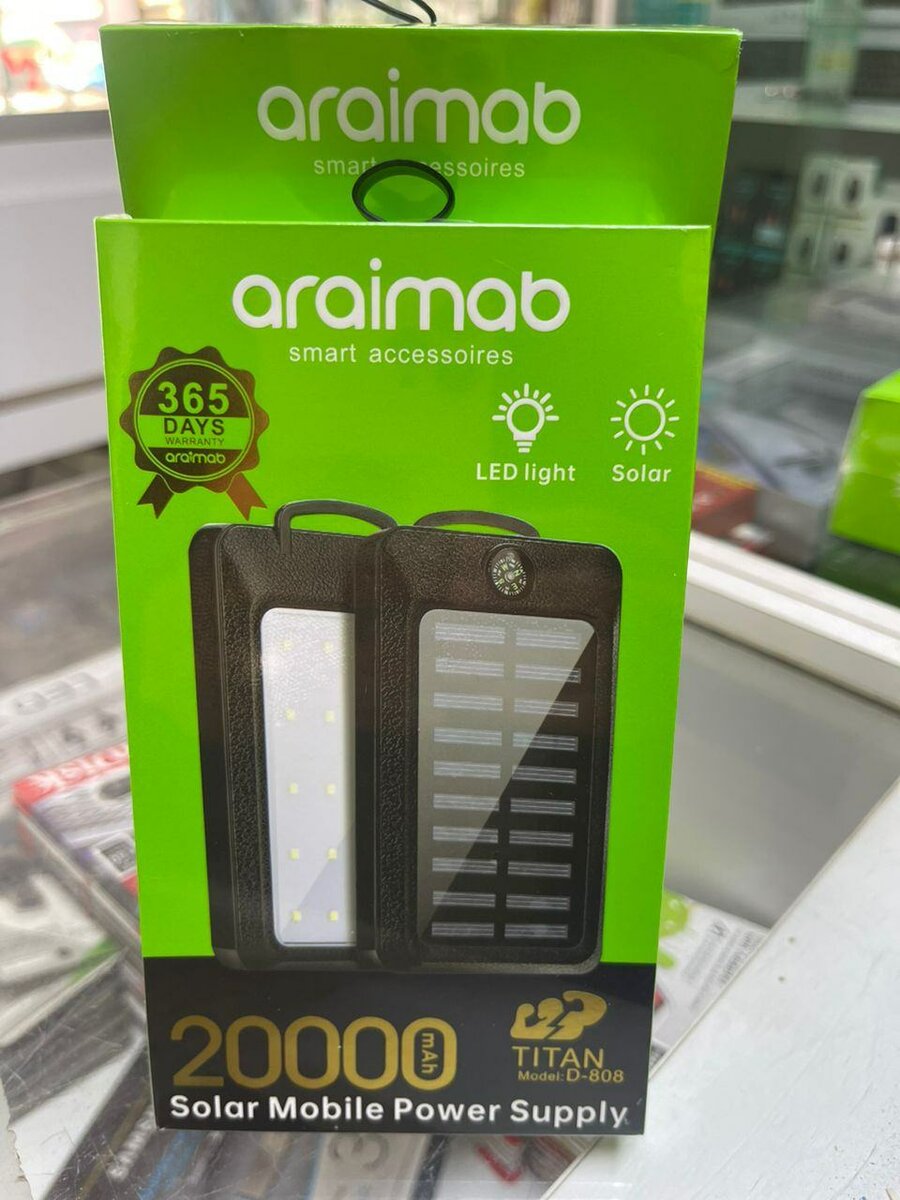 araimab
smart essoires
araimab
smart accessoires
365
DAYS
WARRANTY
araimab
LED light
Solar
20000 mAh
TITAN
Model: D-808
Solar Mobile Power Supply